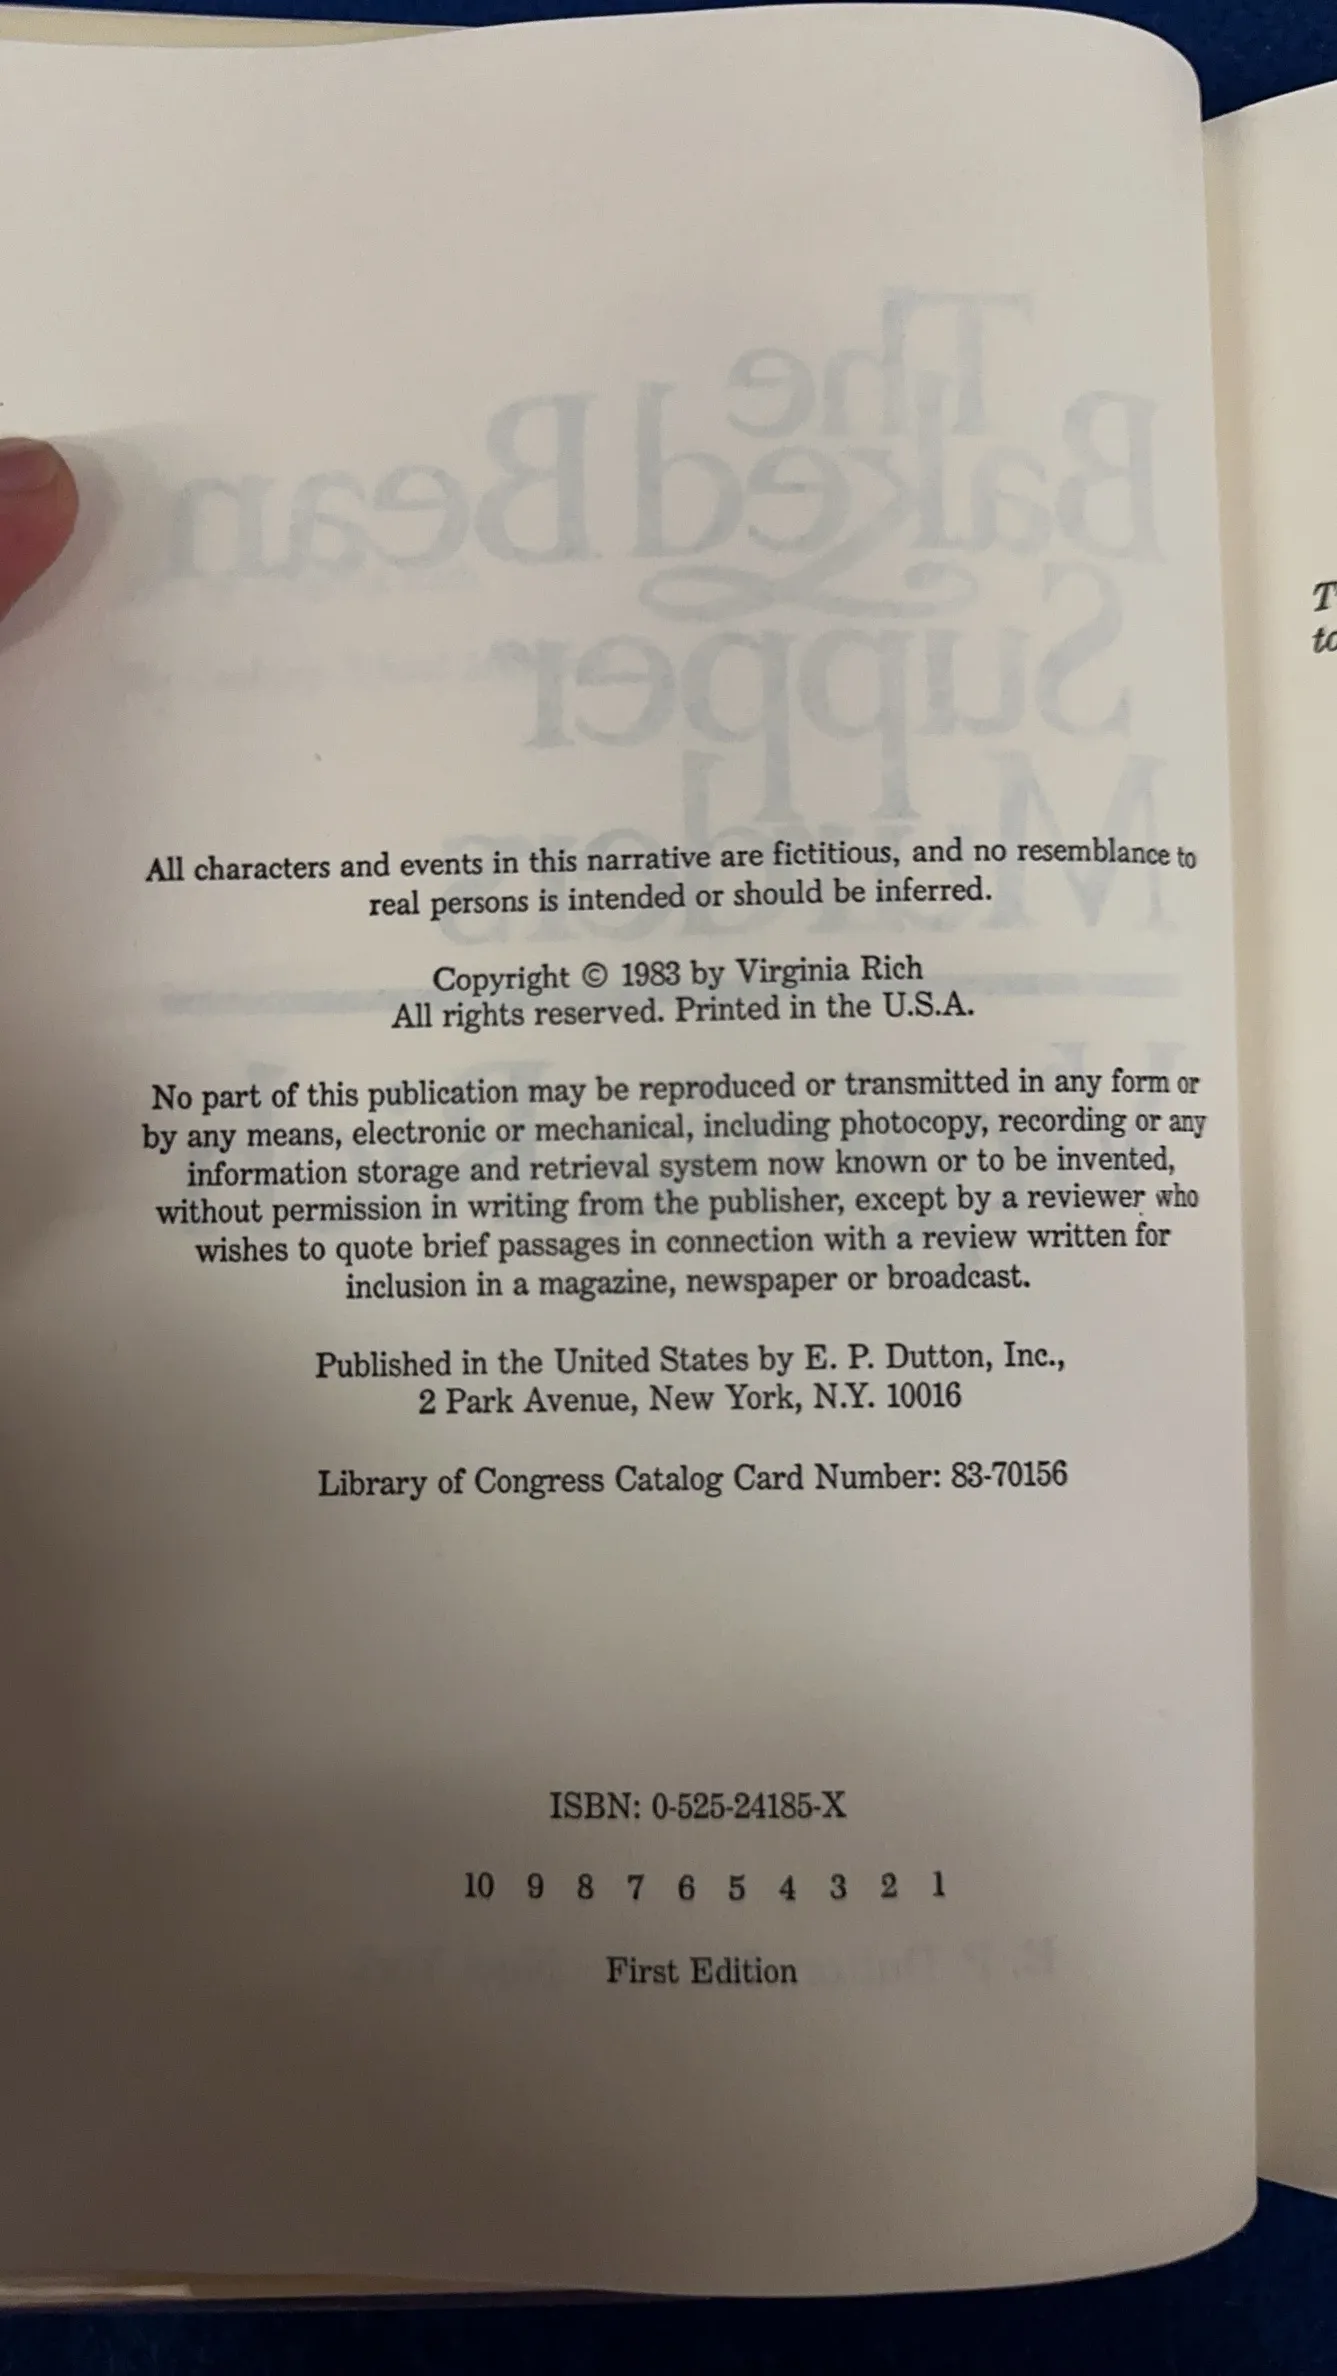 The
Baked Bean
Supper
Murders
All characters and events in this narrative are fictitious, and no resemblance to
real persons is intended or should be inferred.
Copyright © 1983 by Virginia Rich
All rights reserved. Printed in the U.S.A.
No part of this publication may be reproduced or transmitted in any form or
by any means, electronic or mechanical, including photocopy, recording or any
information storage and retrieval system now known or to be invented,
without permission in writing from the publisher, except by a reviewer who
wishes to quote brief passages in connection with a review written for
inclusion in a magazine, newspaper or broadcast.
Published in the United States by E. P. Dutton, Inc.,
2 Park Avenue, New York, N.Y. 10016
Library of Congress Catalog Card Number: 83-70156
ISBN: 0-525-24185-X
10 9 8 7 6 5 4 3 2 1
First Edition